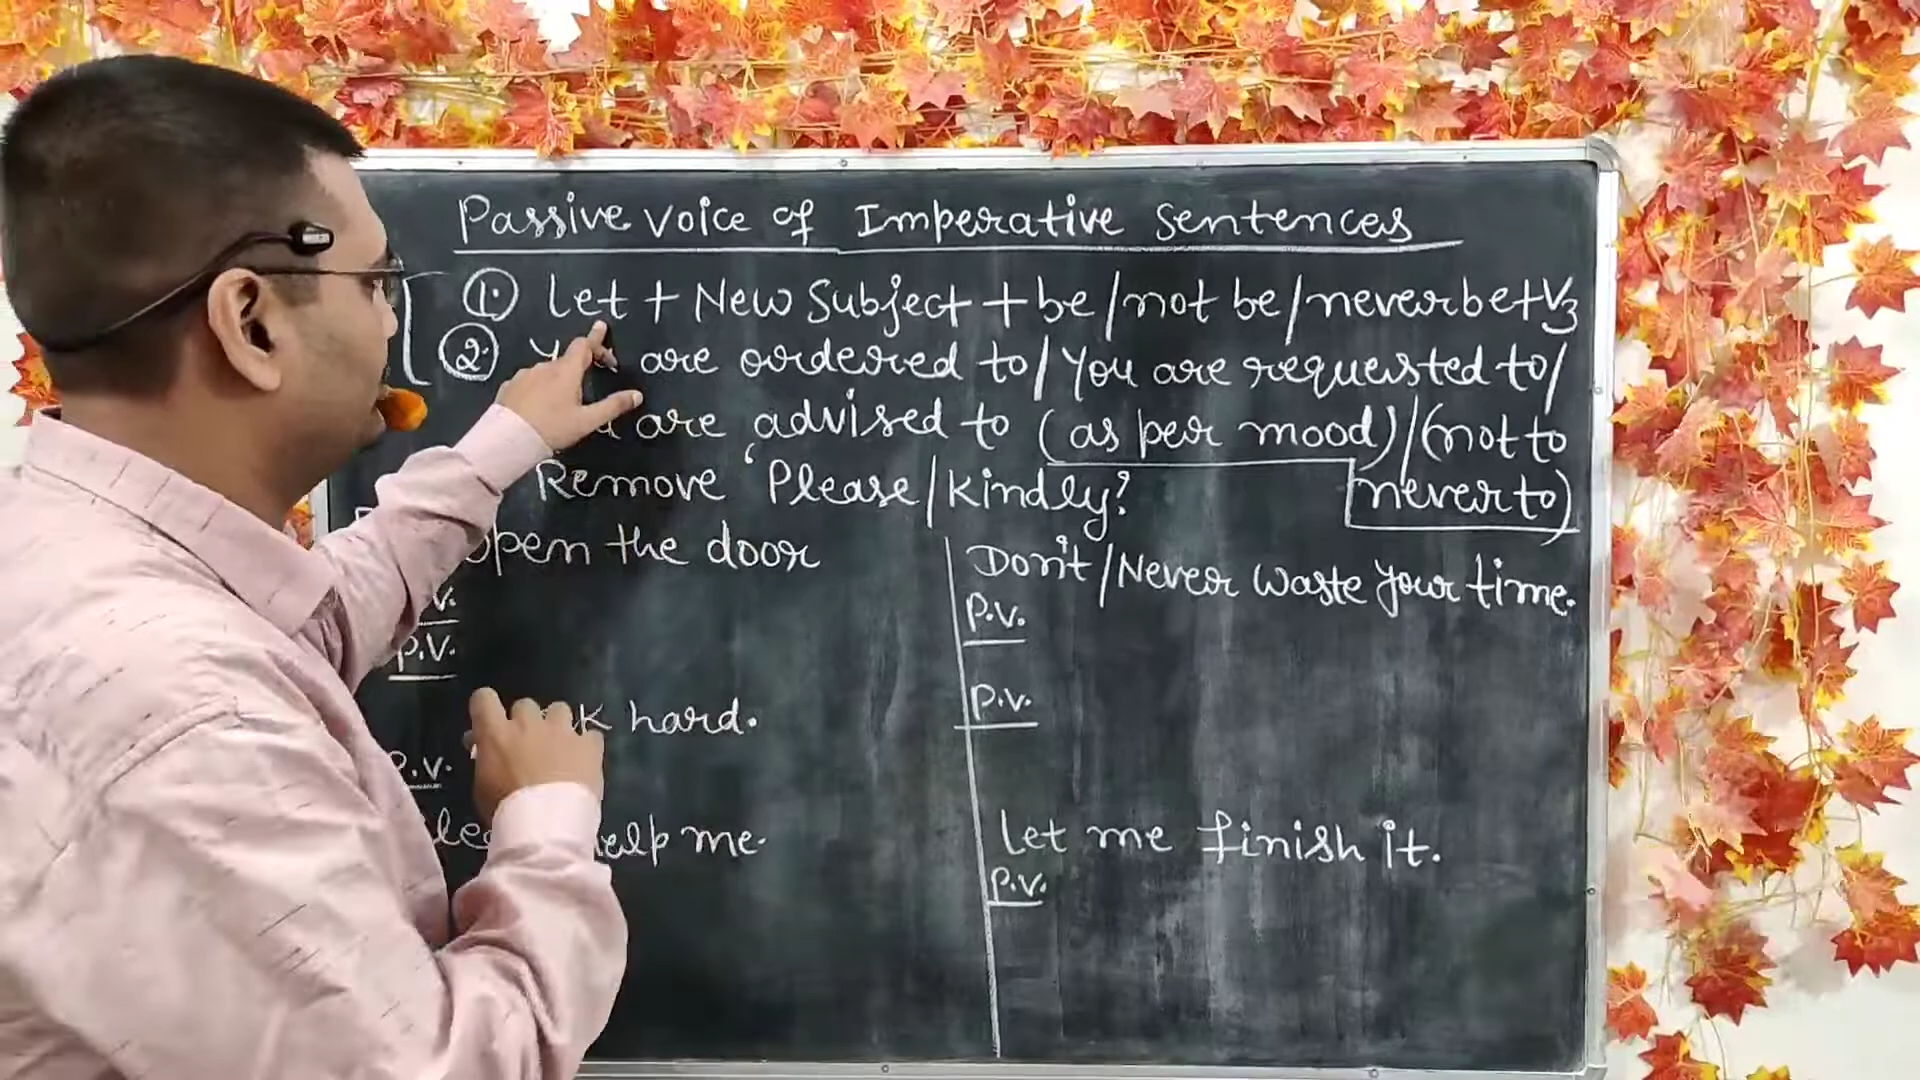 Passive voice of Imperative Sentences
1. Let + New Subject + be/not be/never be+V3
2. are ordered to/You are requested to/
are advised to (as per mood)/(not to
never to)
Remove 'Please/kindly?
open the door
Don't/Never waste your time.
v.
P.V.
P.V.
P.V.
hard.
P.V.
help me.
Let me finish it.
P.V.